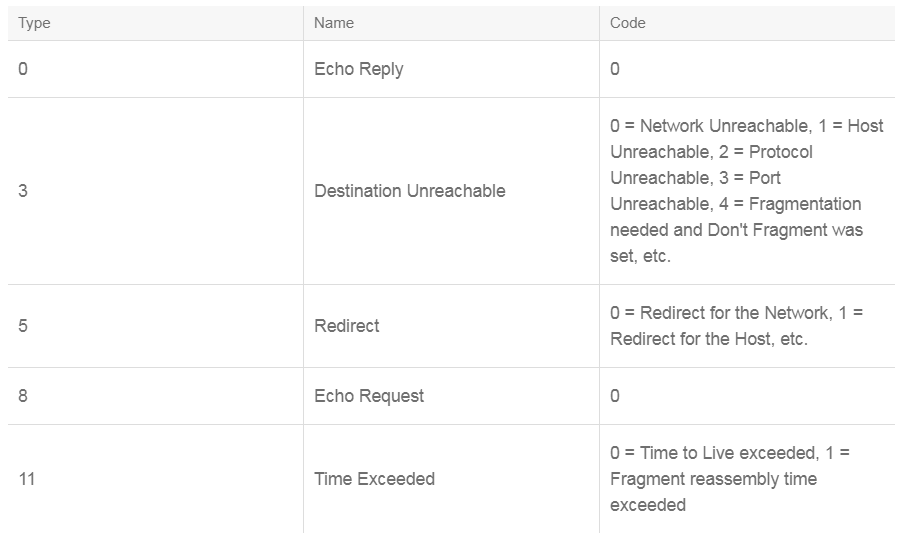 Type Name Code
0 Echo Reply 0
3 Destination Unreachable 0 = Network Unreachable, 1 = Host
Unreachable, 2 = Protocol
Unreachable, 3 = Port
Unreachable, 4 = Fragmentation
needed and Don't Fragment was
set, etc.
5 Redirect 0 = Redirect for the Network, 1 =
Redirect for the Host, etc.
8 Echo Request 0
11 Time Exceeded 0 = Time to Live exceeded, 1 =
Fragment reassembly time
exceeded